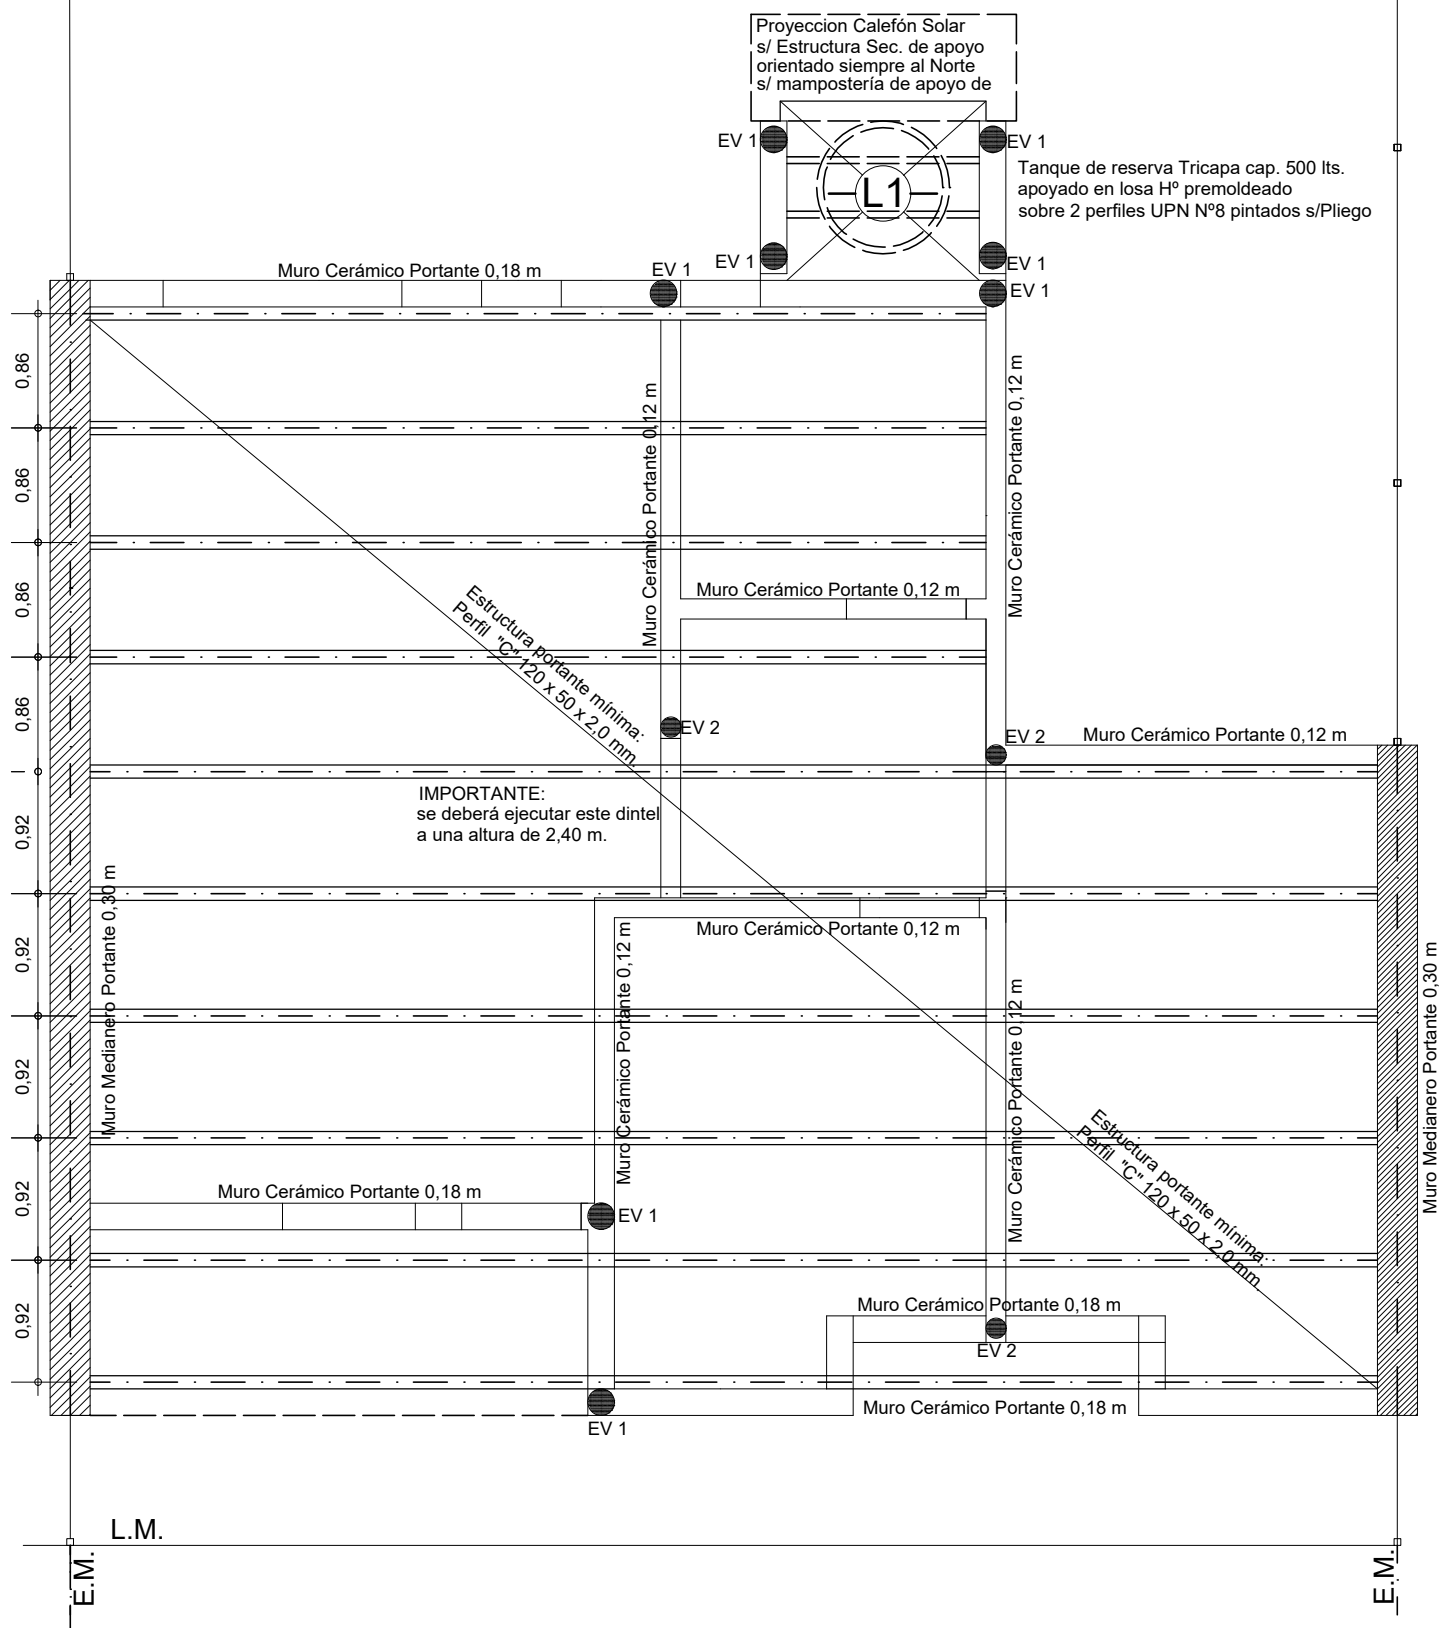 Proyeccion Calefón Solar
s/ Estructura Sec. de apoyo
orientado siempre al Norte
s/ mampostería de apoyo de
EV 1
EV 1
Tanque de reserva Tricapa cap. 500 lts.
apoyado en losa Hº premoldeado
sobre 2 perfiles UPN Nº8 pintados s/Pliego
L1
EV 1
EV 1
Muro Cerámico Portante 0,18 m
EV 1
EV 1
0,86
0,86
0,86
0,86
0,92
0,92
0,92
0,92
0,92
Muro Cerámico Portante 0,12 m
Muro Cerámico Portante 0,12 m
Muro Cerámico Portante 0,12 m
Estructura portante mínima:
Perfil "C" 120 x 50 x 2,0 mm.
EV 2
EV 2
Muro Cerámico Portante 0,12 m
IMPORTANTE:
se deberá ejecutar este dintel
a una altura de 2,40 m.
Muro Medianero Portante 0,30 m
Muro Cerámico Portante 0,12 m
Muro Cerámico Portante 0,12 m
Muro Cerámico Portante 0,12 m
Muro Medianero Portante 0,30 m
Estructura portante mínima:
Perfil "C" 120 x 50 x 2,0 mm.
Muro Cerámico Portante 0,18 m
EV 1
Muro Cerámico Portante 0,18 m
EV 2
Muro Cerámico Portante 0,18 m
EV 1
L.M.
E.M.
E.M.